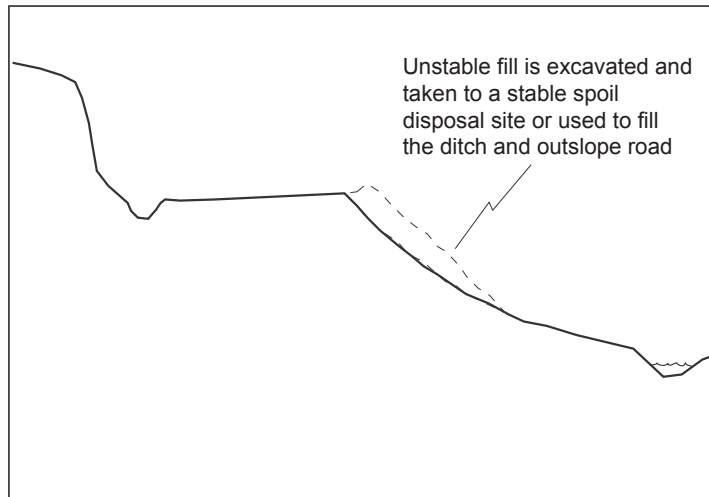 Unstable fill is excavated and
taken to a stable spoil
disposal site or used to fill
the ditch and outslope road